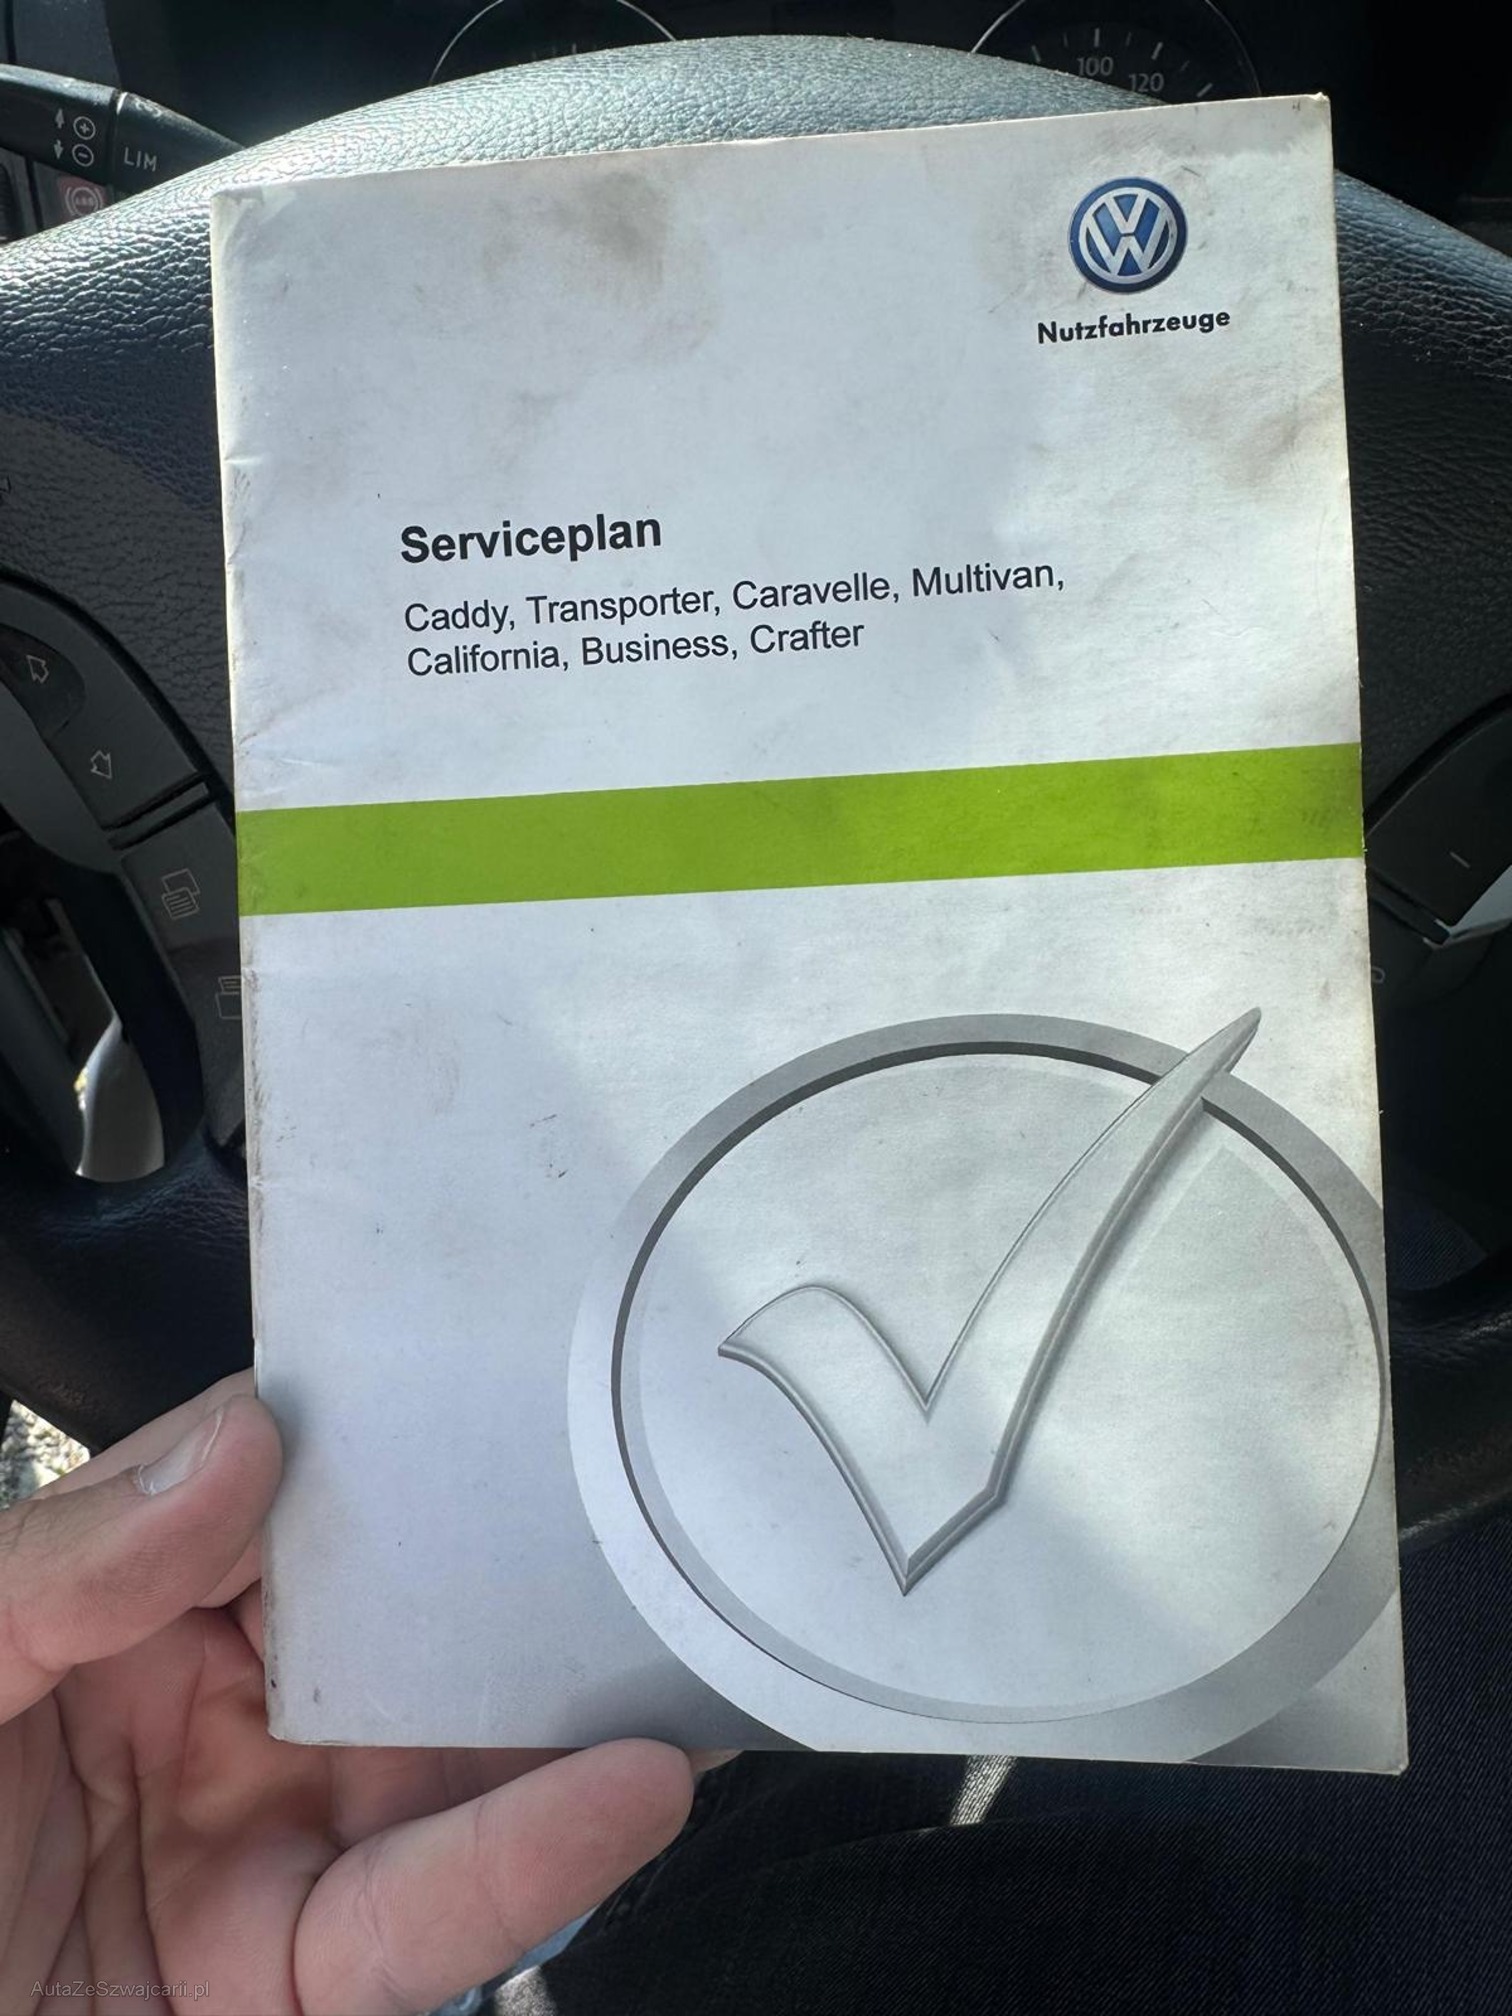 100
120
LIM
Nutzfahrzeuge
Serviceplan
Caddy, Transporter, Caravelle, Multivan,
California, Business, Crafter
AutaZeSzwajcarii.pl